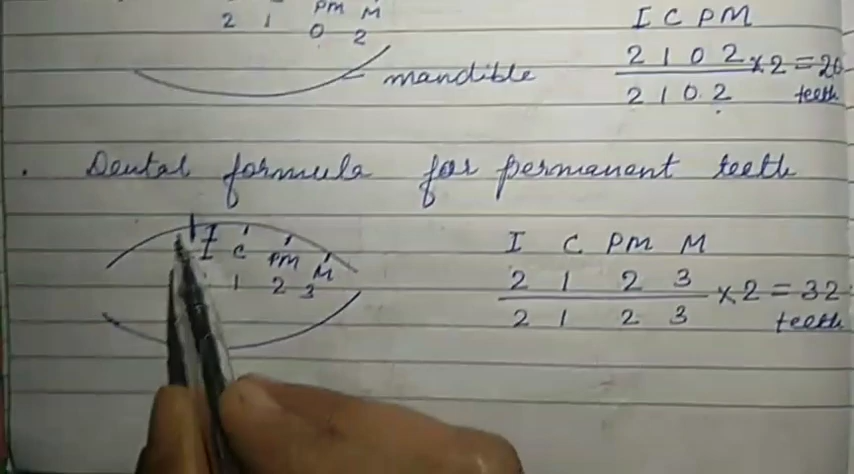 PM M
2 1 0 2
I C PM
2 1 0 2
×2 = 20
2 1 0 2
teeth
mandible
. Dental formula for permanent teeth
I C PM M
1 2 3
I C PM M
2 1 2 3
×2 = 32
2 1 2 3
teeth